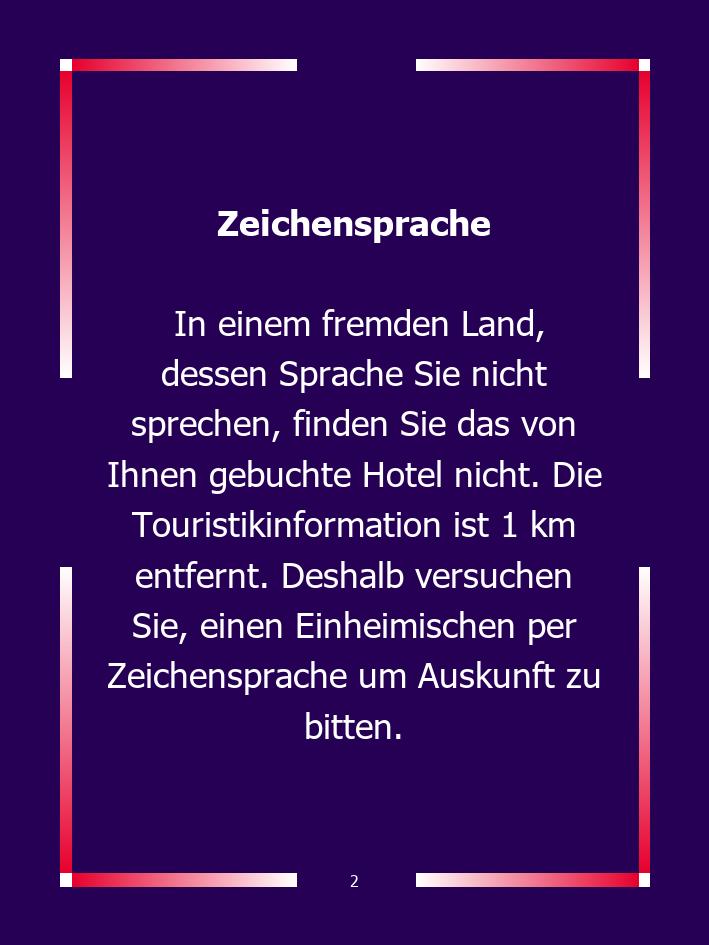 Zeichensprache
In einem fremden Land,
dessen Sprache Sie nicht
sprechen, finden Sie das von
Ihnen gebuchte Hotel nicht. Die
Touristikinformation ist 1 km
entfernt. Deshalb versuchen
Sie, einen Einheimischen per
Zeichensprache um Auskunft zu
bitten.
2